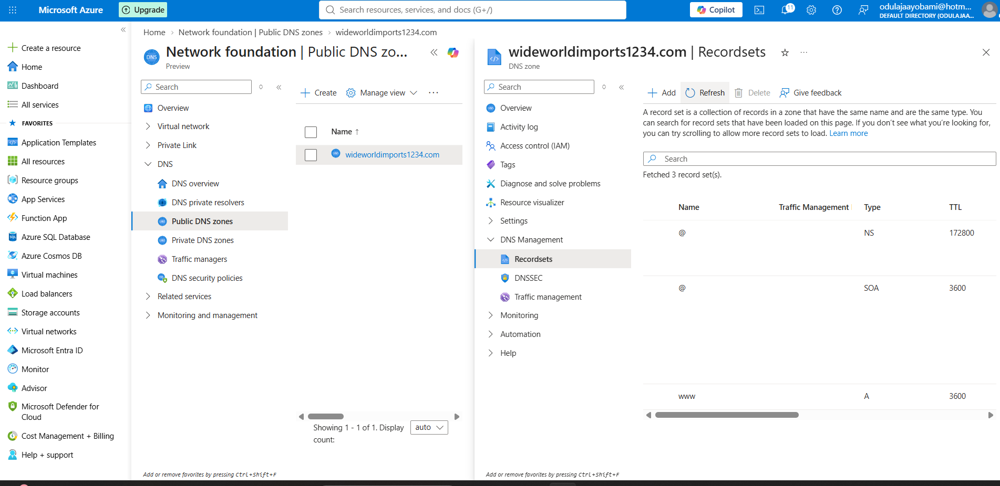 Microsoft Azure
Upgrade
Search resources, services, and docs (G+/)
Copilot
11
odulajaayobami@hotm...
DEFAULT DIRECTORY (ODULAJAA...
Create a resource
Home
Dashboard
All services
FAVORITES
Application Templates
All resources
Resource groups
App Services
Function App
Azure SQL Database
Azure Cosmos DB
Virtual machines
Load balancers
Storage accounts
Virtual networks
Microsoft Entra ID
Monitor
Advisor
Microsoft Defender for
Cloud
Cost Management + Billing
Help + support
Home > Network foundation | Public DNS zones > wideworldimports1234.com
DNS
Network foundation | Public DNS zo...
Preview
Search
Overview
Virtual network
Private Link
DNS
DNS overview
DNS private resolvers
Public DNS zones
Private DNS zones
Traffic managers
DNS security policies
Related services
Monitoring and management
Add or remove favorites by pressing Ctrl+Shift+F
Create
Manage view
...
Name ↑
wideworldimports1234.com
Showing 1 - 1 of 1. Display
count:
auto
wideworldimports1234.com | Recordsets
...
DNS zone
Search
Overview
Activity log
Access control (IAM)
Tags
Diagnose and solve problems
Resource visualizer
Settings
DNS Management
Recordsets
DNSSEC
Traffic management
Monitoring
Automation
Help
Add or remove favorites by pressing Ctrl+Shift+F
Add
Refresh
Delete
Give feedback
A record set is a collection of records in a zone that have the same name and are the same type. You
can search for record sets that have been loaded on this page. If you don't see what you're looking for,
you can try scrolling to allow more record sets to load. Learn more
Search
Fetched 3 record set(s).
Name Traffic Management Type TTL
@ NS 172800
@ SOA 3600
www A 3600